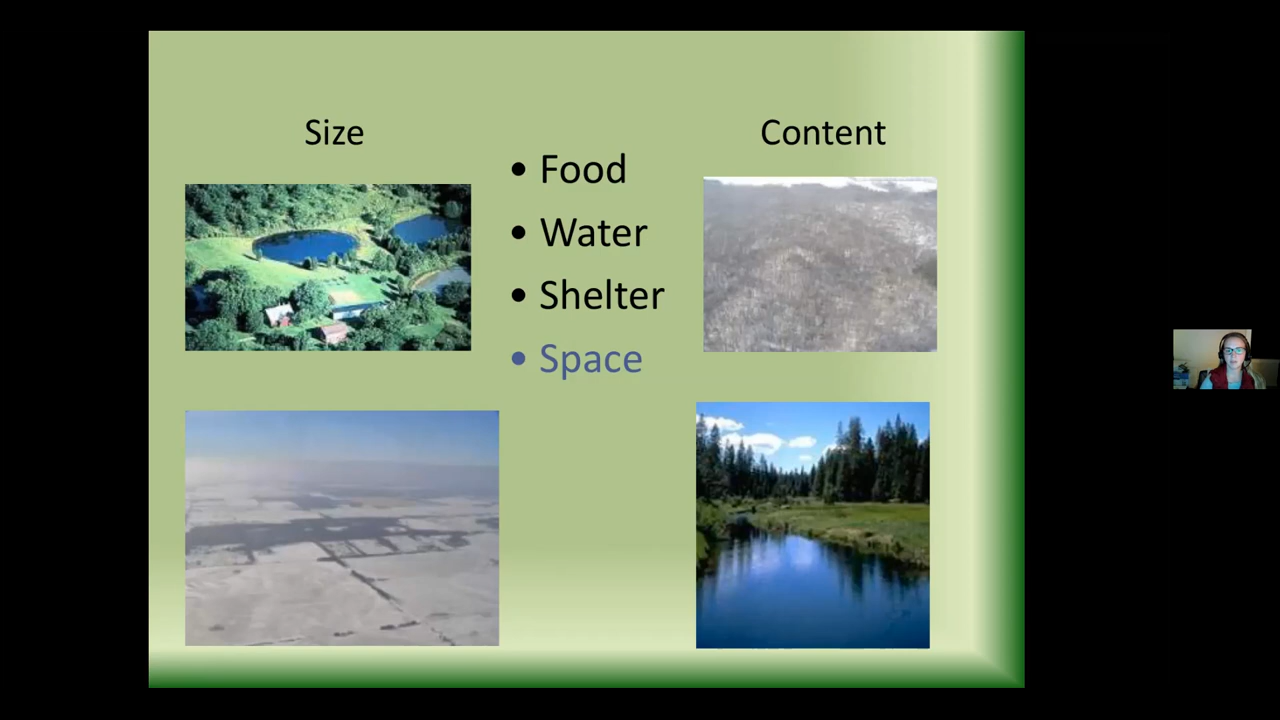 Size
Content
• Food
• Water
• Shelter
• Space